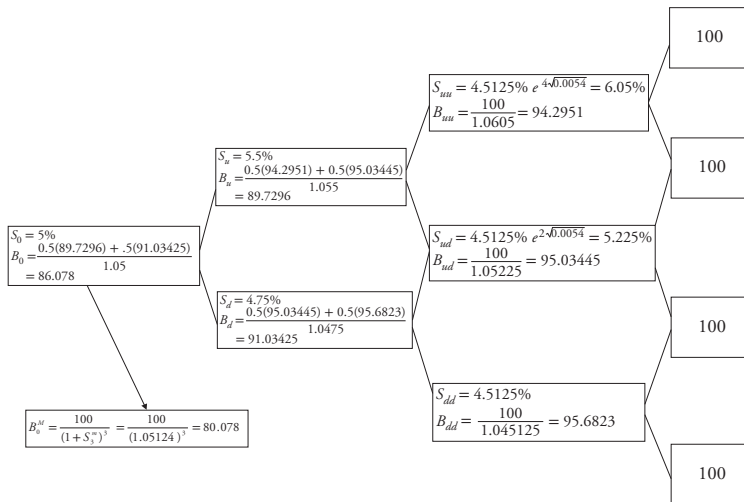 100
S_uu = 4.5125% e^{4√0.0054} = 6.05%
B_uu = 100/1.0605 = 94.2951
100
S_u = 5.5%
B_u = 0.5(94.2951) + 0.5(95.03445)/1.055
= 89.7296
S_0 = 5%
B_0 = 0.5(89.7296) + .5(91.03425)/1.05
= 86.078
S_ud = 4.5125% e^{2√0.0054} = 5.225%
B_ud = 100/1.05225 = 95.03445
S_d = 4.75%
B_d = 0.5(95.03445) + 0.5(95.6823)/1.0475
= 91.03425
100
S_dd = 4.5125%
B_dd = 100/1.045125 = 95.6823
B_0^M = 100/(1 + S_3^m)^3 = 100/(1.05124)^3 = 80.078
100